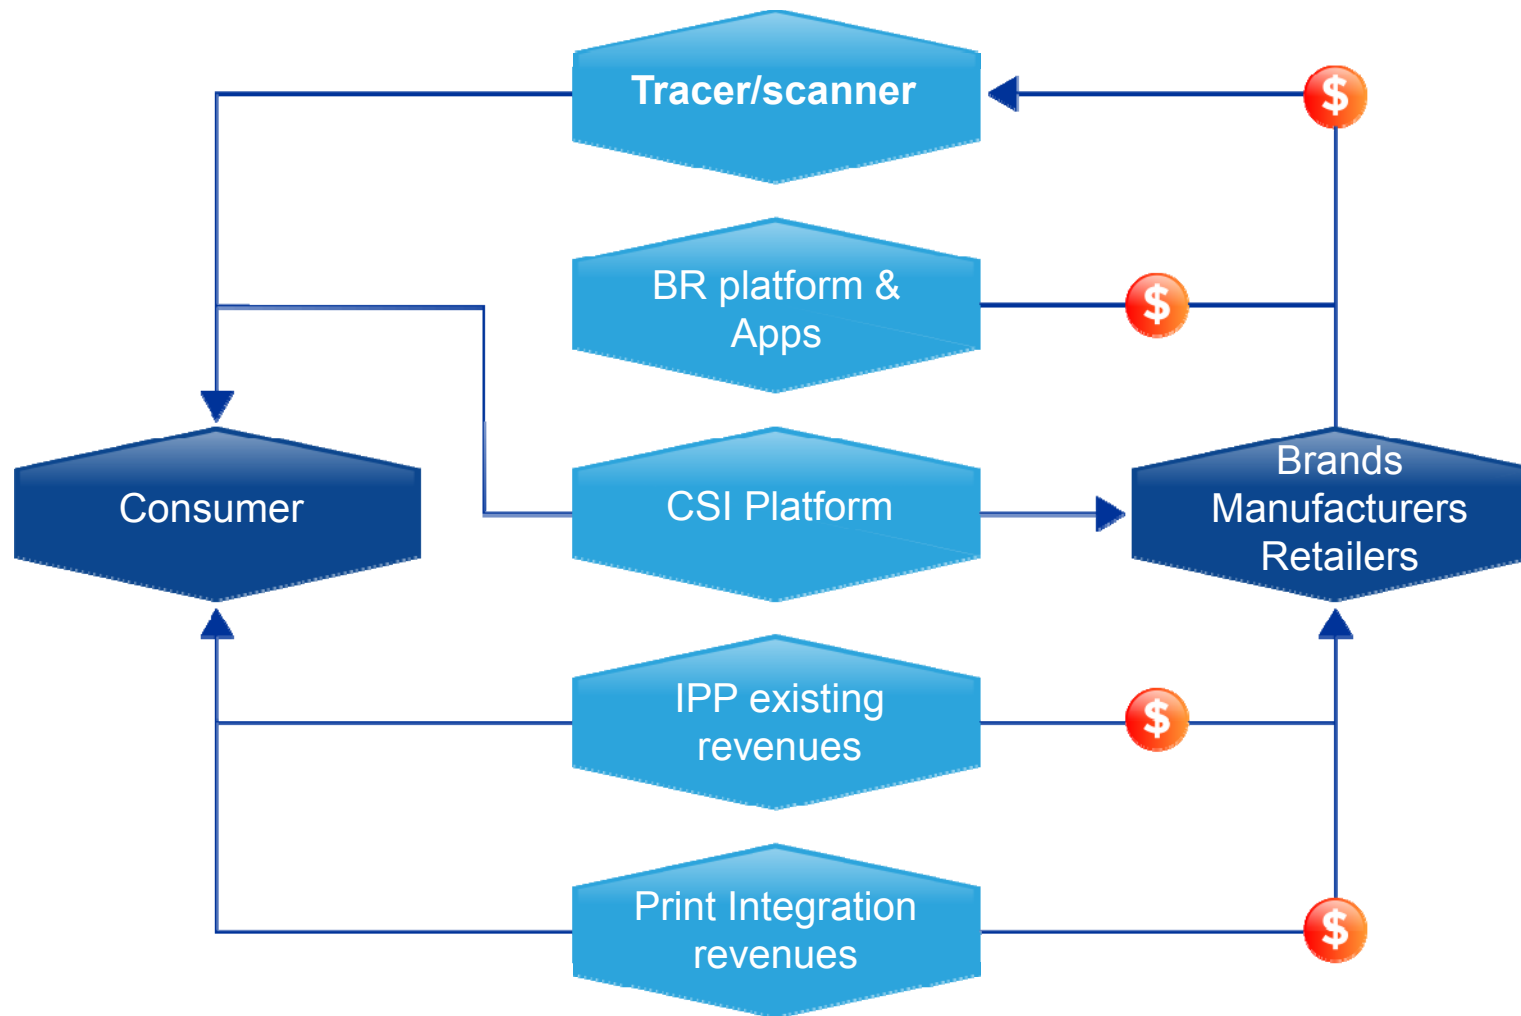 Tracer/scanner
$
BR platform &
Apps
$
Consumer
CSI Platform
Brands
Manufacturers
Retailers
IPP existing
revenues
$
Print Integration
revenues
$